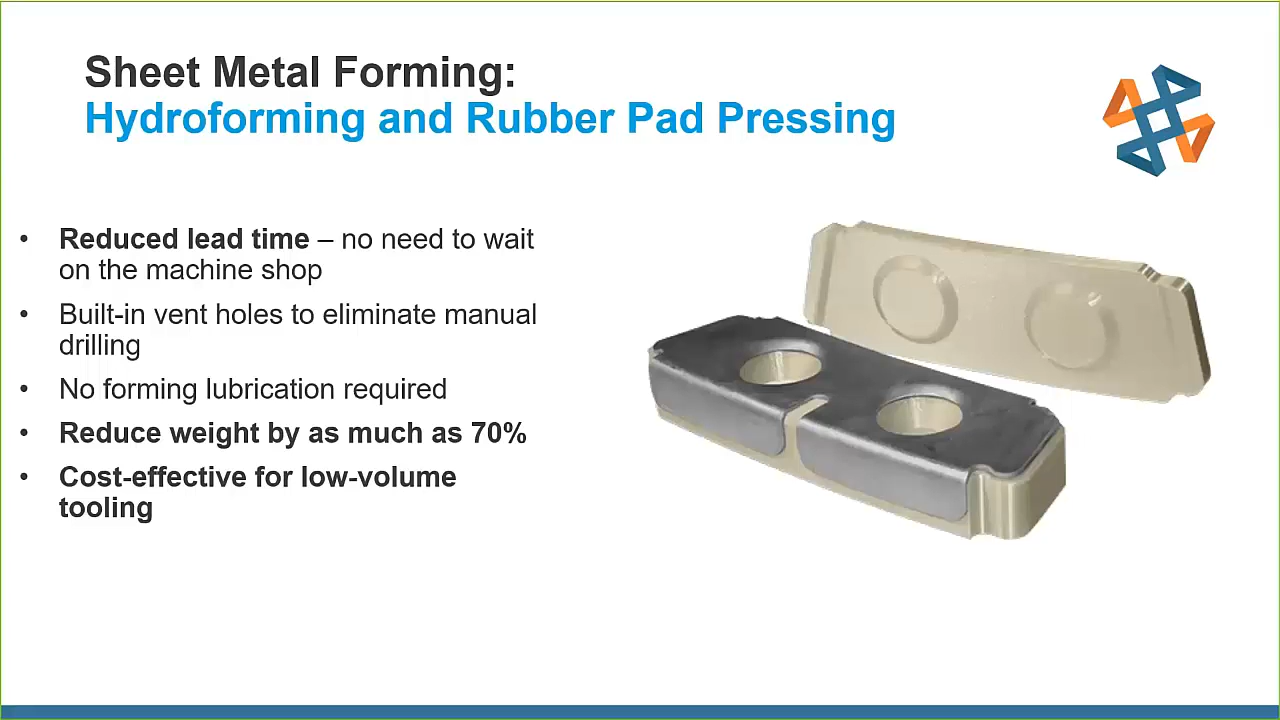 Sheet Metal Forming:
Hydroforming and Rubber Pad Pressing
• Reduced lead time – no need to wait
on the machine shop
• Built-in vent holes to eliminate manual
drilling
• No forming lubrication required
• Reduce weight by as much as 70%
• Cost-effective for low-volume
tooling